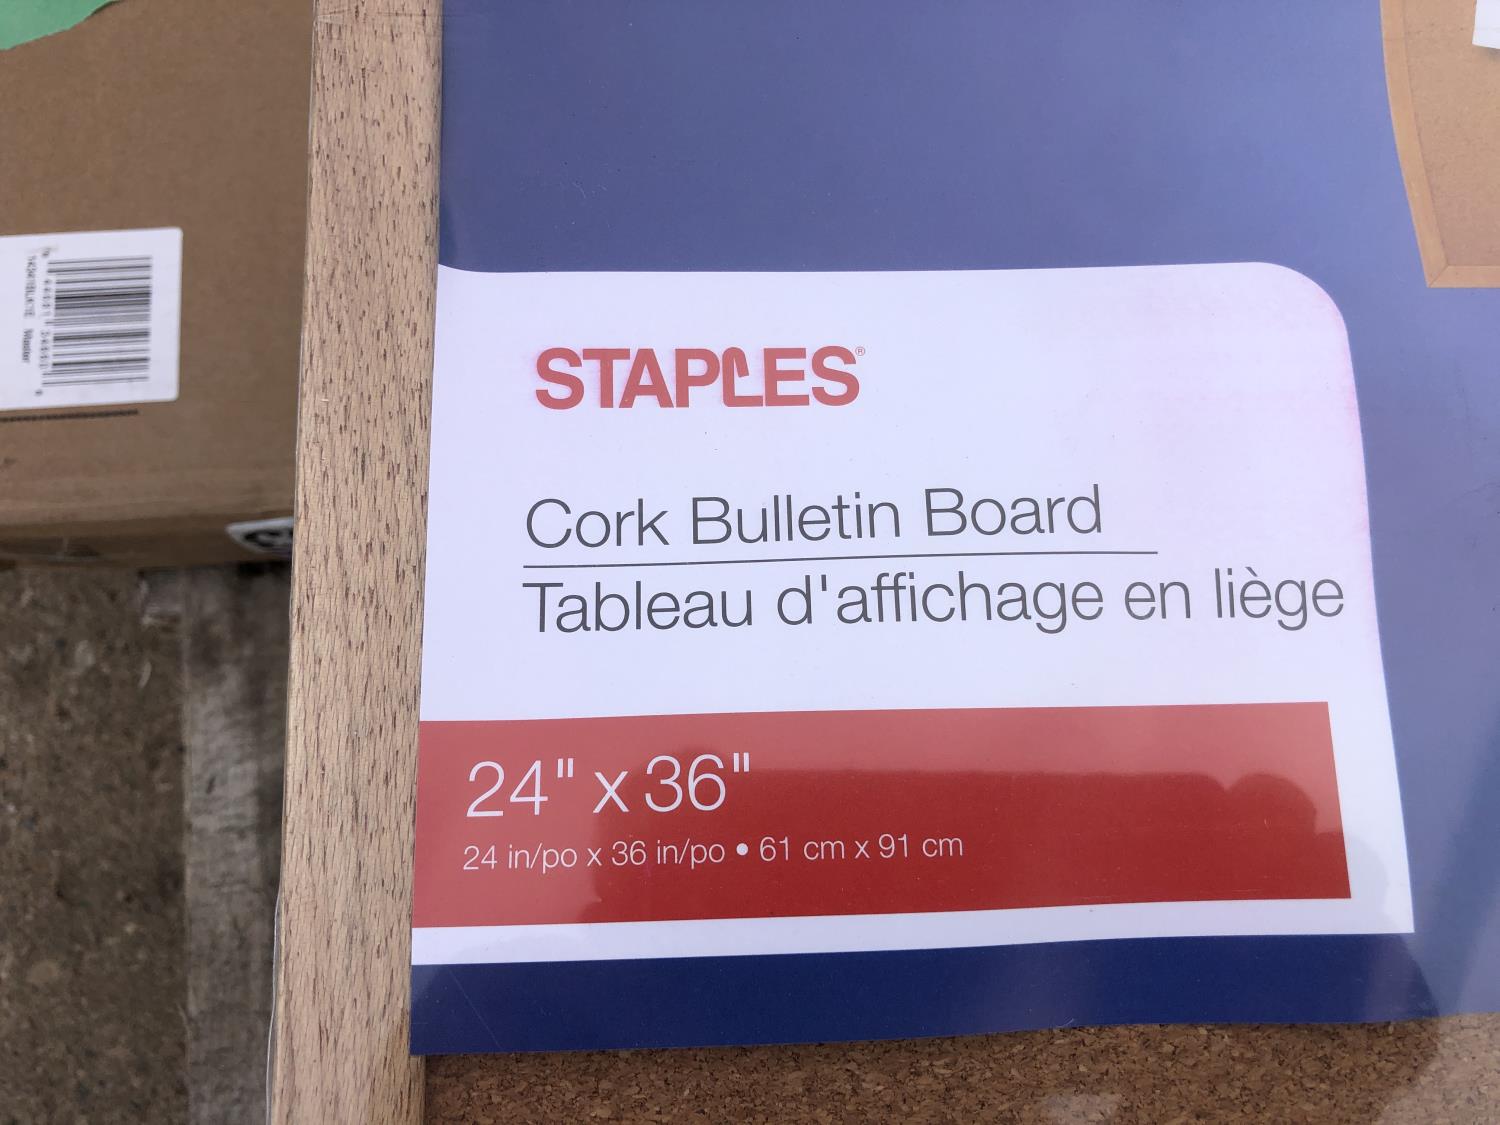 STAPLES®
Cork Bulletin Board
Tableau d'affichage en liège
24" x 36"
24 in/po x 36 in/po • 61 cm x 91 cm
Master